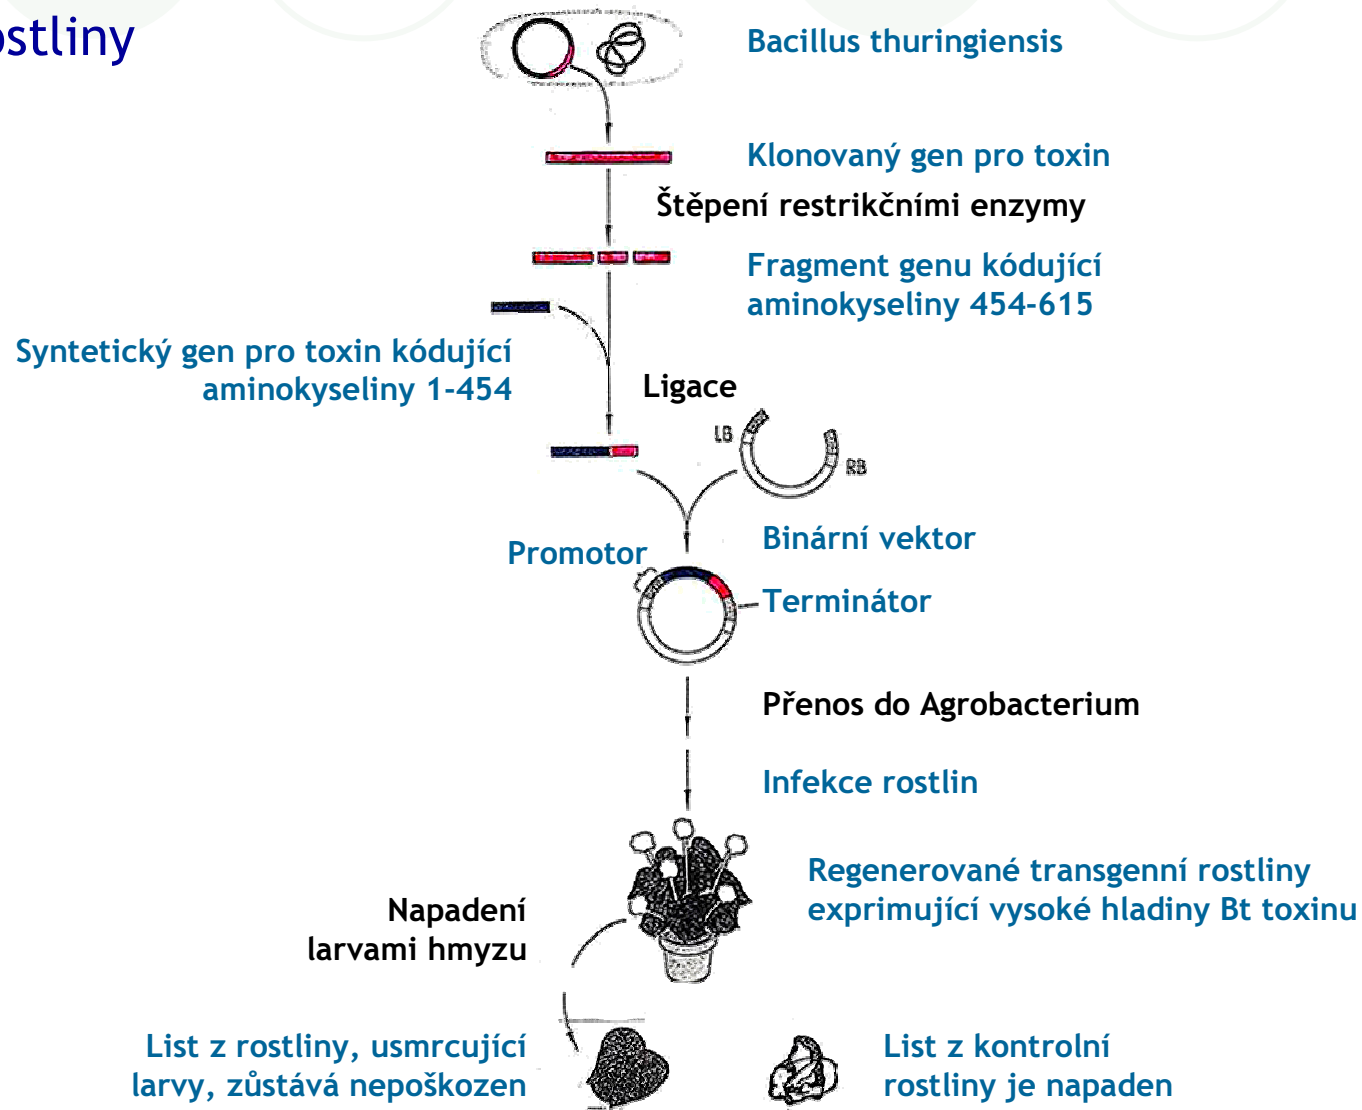 ostliny
Bacillus thuringiensis
Klonovaný gen pro toxin
Štěpení restrikčními enzymy
Fragment genu kódující
aminokyseliny 454-615
Syntetický gen pro toxin kódující
aminokyseliny 1-454
Ligace
LB
RB
Binární vektor
Promotor
Terminátor
Přenos do Agrobacterium
Infekce rostlin
Regenerované transgenní rostliny
exprimující vysoké hladiny Bt toxinu
Napadení
larvami hmyzu
List z rostliny, usmrcující
larvy, zůstává nepoškozen
List z kontrolní
rostliny je napaden